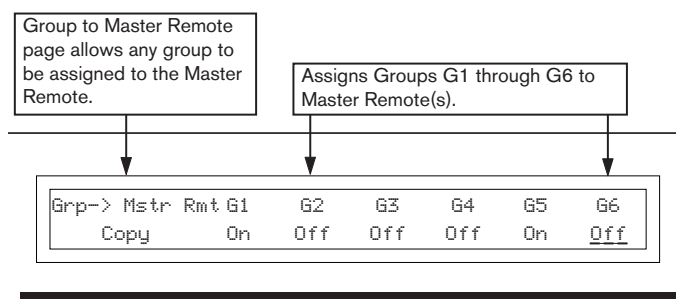 Group to Master Remote
page allows any group to
be assigned to the Master
Remote.
Assigns Groups G1 through G6 to
Master Remote(s).
Grp-> Mstr Rmt G1 G2 G3 G4 G5 G6
Copy On Off Off Off On Off